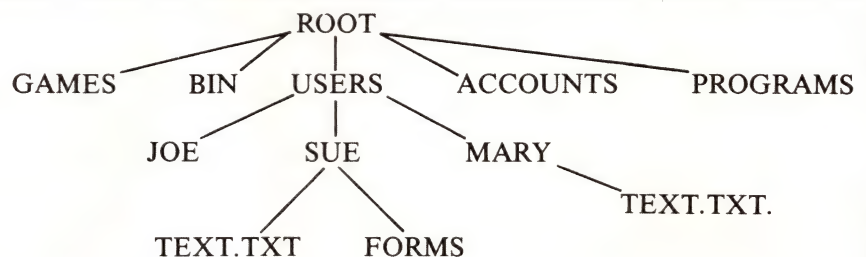 ROOT
GAMES BIN USERS ACCOUNTS PROGRAMS
JOE SUE MARY
TEXT.TXT.
TEXT.TXT FORMS